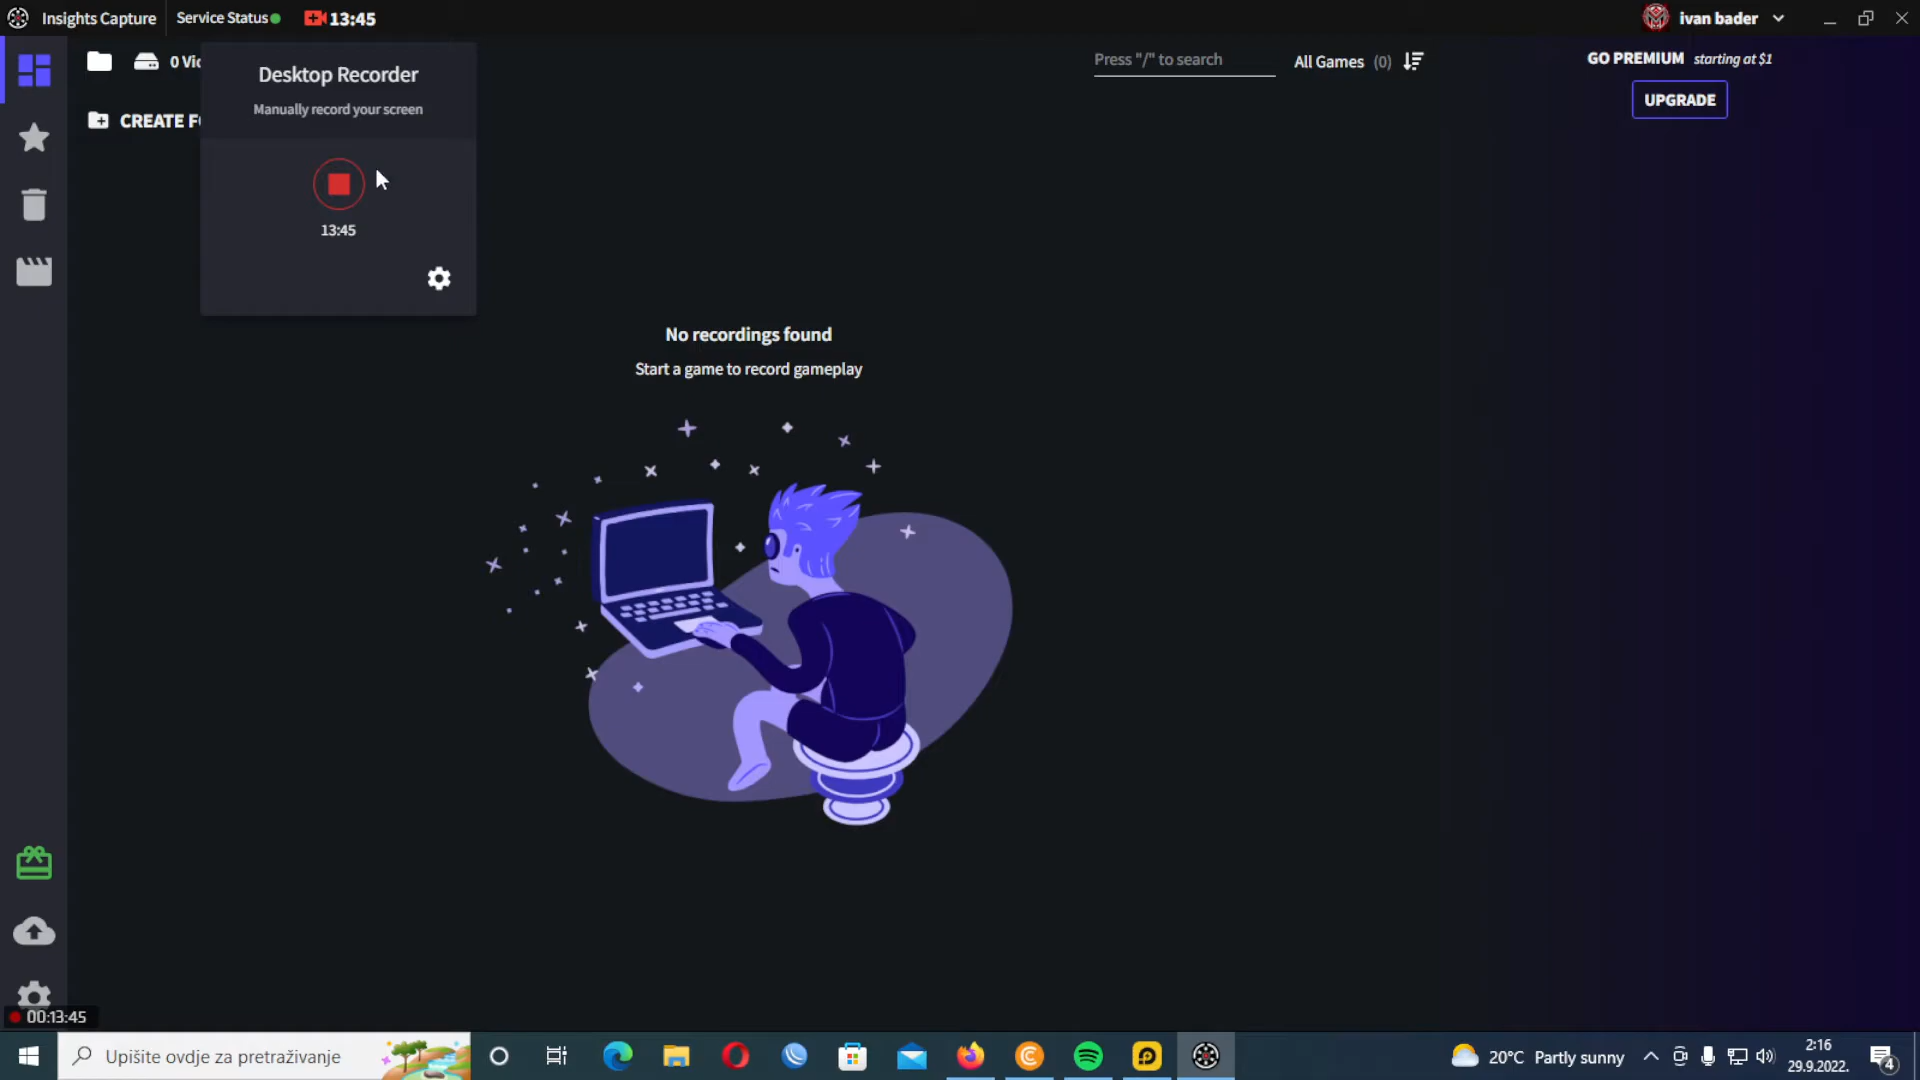 Insights Capture Service Status 13:45 ivan bader
0 Vic
Desktop Recorder
Press "/" to search All Games (0) GO PREMIUM starting at $1
Manually record your screen
UPGRADE
CREATE F
13:45
No recordings found
Start a game to record gameplay
00:13:45
Upišite ovdje za pretraživanje
20°C Partly sunny
2:16
29.9.2022.
4